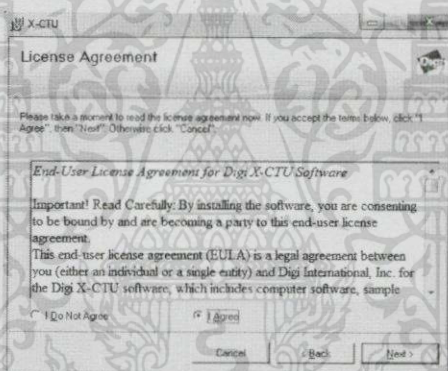 X-CTU
License Agreement
Digi
Please take a moment to read the license agreement now. If you accept the terms below, click "I
Agree", then "Next". Otherwise click "Cancel".
End-User License Agreement for Digi X-CTU Software
Important! Read Carefully: By installing the software, you are consenting
to be bound by and are becoming a party to this end-user license
agreement.
This end-user license agreement (EULA) is a legal agreement between
you (either an individual or a single entity) and Digi International, Inc. for
the Digi X-CTU software, which includes computer software, sample
I Do Not Agree
I Agree
Cancel
< Back
Next >